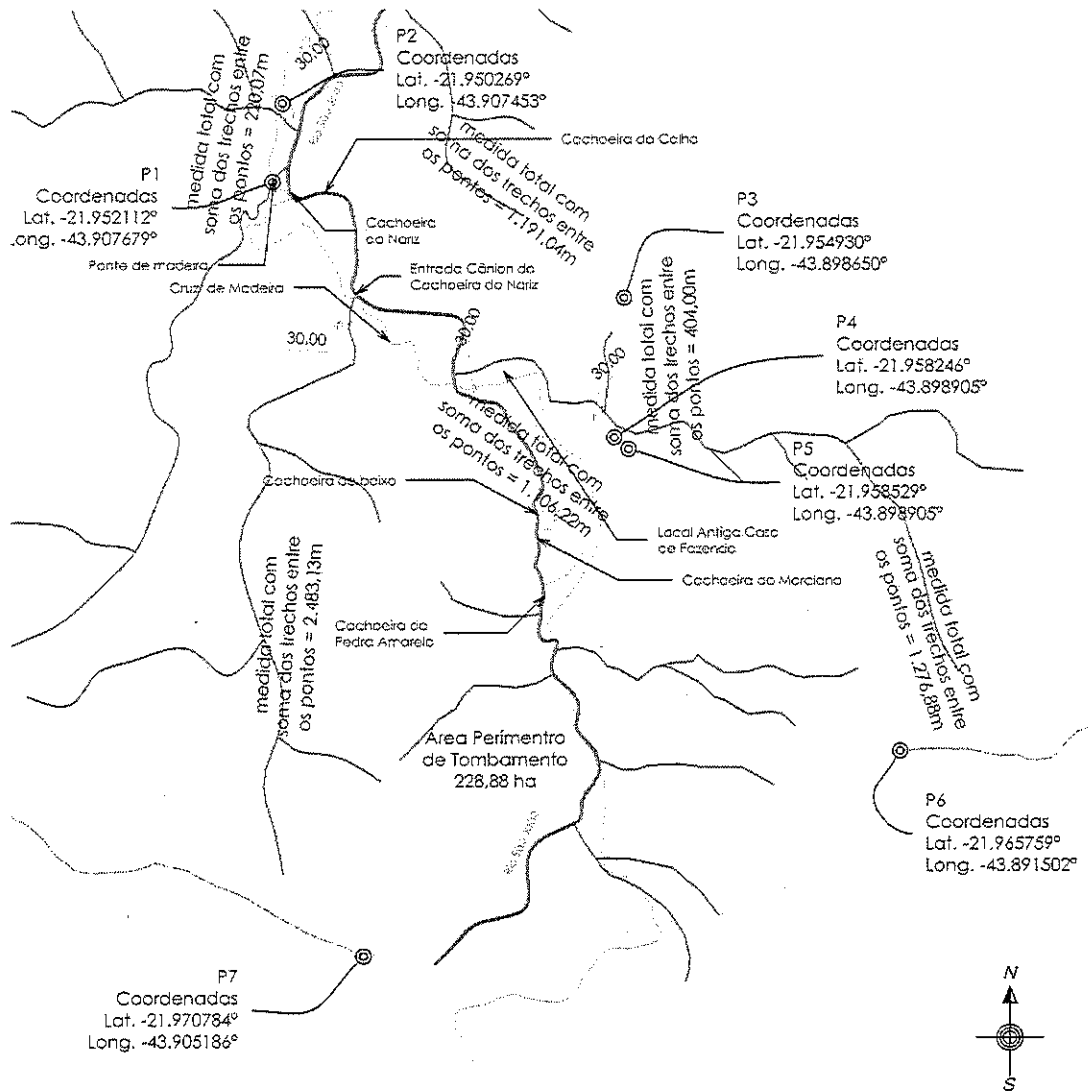 P2
Coordenadas
Lat. -21.950269°
Long. -43.907453°
30,00
medida total com
soma dos trechos entre
os pontos = 220,07m
P1
Coordenadas
Lat. -21.952112°
Long. -43.907679°
Ponte de madeira
Cruz de Madeira
Cachoeira do Coelho
Cachoeira
do Nariz
Entrada Cânion da
Cachoeira do Nariz
medida total com
soma dos trechos entre
os pontos = 1.191,04m
P3
Coordenadas
Lat. -21.954930°
Long. -43.898650°
30,00
30,00
30,00
medida total com
soma dos trechos entre
os pontos = 404,00m
P4
Coordenadas
Lat. -21.958246°
Long. -43.898905°
P5
Coordenadas
Lat. -21.958529°
Long. -43.898905°
medida total com
soma dos trechos entre
os pontos = 1.106,22m
Cachoeira de baixo
Local Antiga Casa
de Fazenda
Cachoeira do Marciano
Cachoeira da
Pedra Amarela
medida total com
soma dos trechos entre
os pontos = 2.483,13m
medida total com
soma dos trechos entre
os pontos = 1.276,88m
Área Perímentro
de Tombamento
228,88 ha
P6
Coordenadas
Lat. -21.965759°
Long. -43.891502°
P7
Coordenadas
Lat. -21.970784°
Long. -43.905186°
N
S